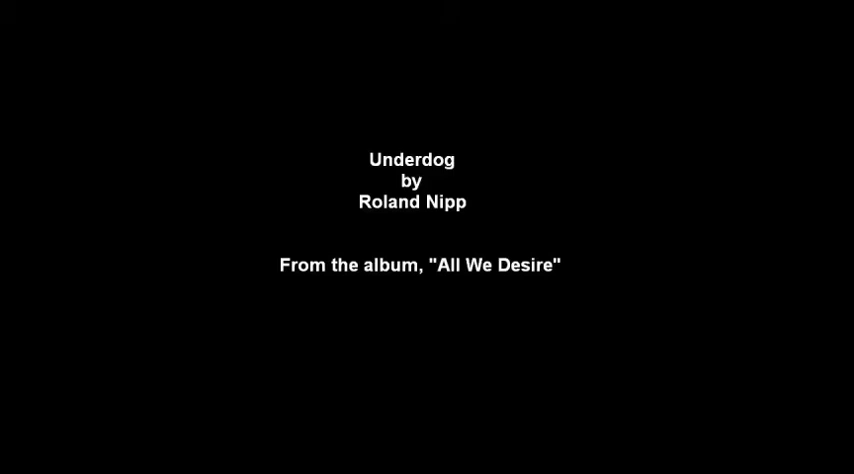 Underdog
by
Roland Nipp
From the album, "All We Desire"